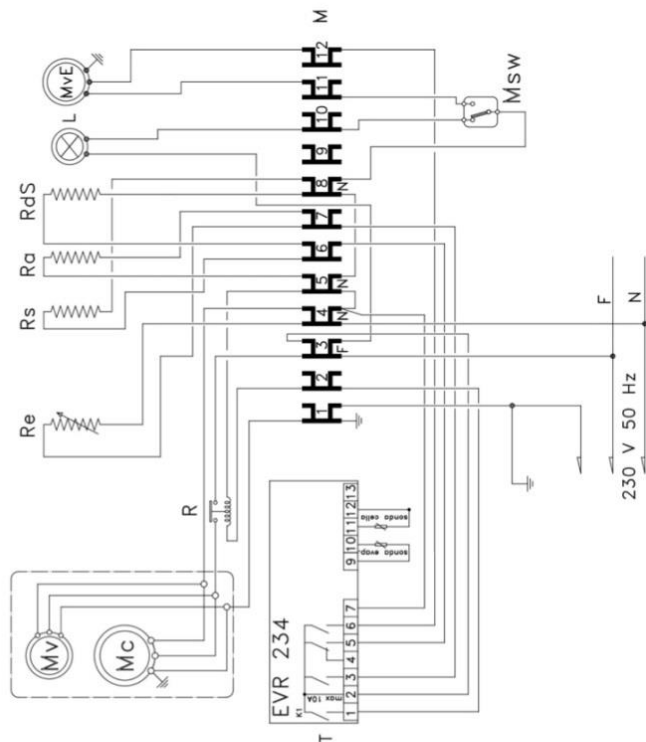 M
12
11
10
9
8
N
7
6
5
N
4
N
3
F
2
1
MvE
L
RdS
Ra
Rs
Re
R
Mv
Mc
Msw
F
N
230 V 50 Hz
EVR 234
K1
max 10A
1
2
3
4
5
6
7
9
10
11
12
13
sonda evap.
sonda cella
T